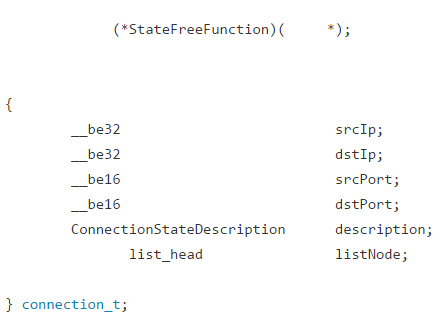 (*StateFreeFunction)( *);
{
__be32 srcIp;
__be32 dstIp;
__be16 srcPort;
__be16 dstPort;
ConnectionStateDescription description;
list_head listNode;
} connection_t;